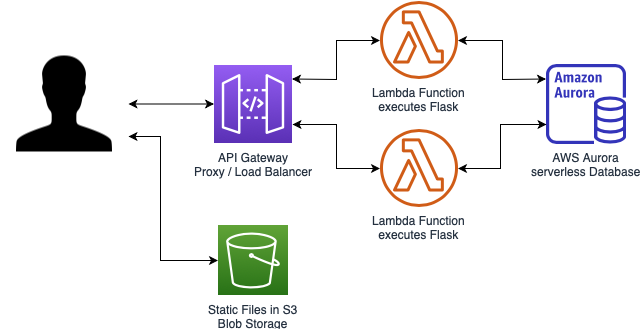 Lambda Function
executes Flask
Amazon
Aurora
API Gateway
Proxy / Load Balancer
AWS Aurora
serverless Database
Lambda Function
executes Flask
Static Files in S3
Blob Storage